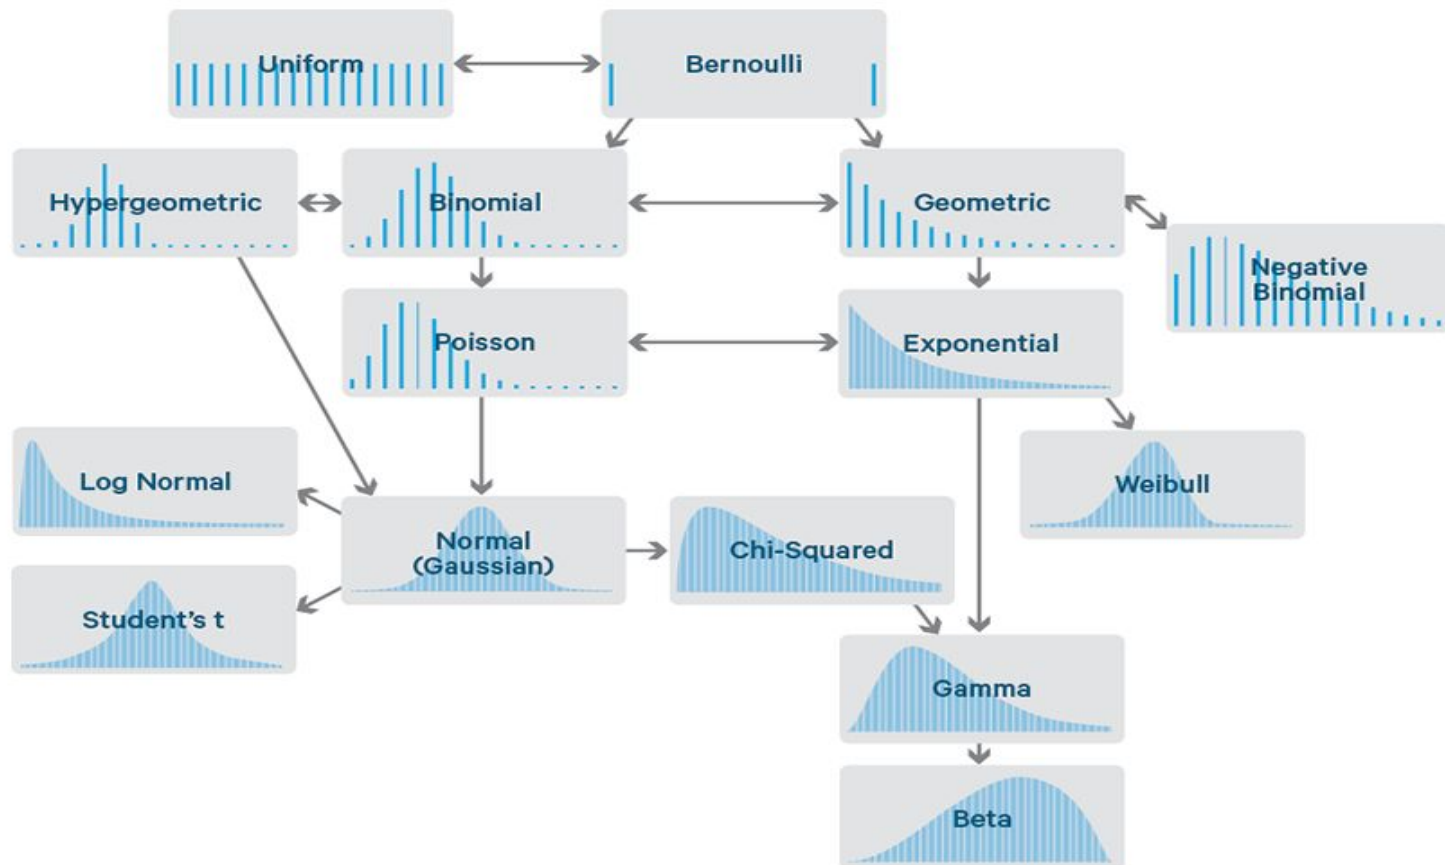 Uniform
Bernoulli
Hypergeometric
Binomial
Geometric
Negative
Binomial
Poisson
Exponential
Log Normal
Weibull
Normal
(Gaussian)
Chi-Squared
Student's t
Gamma
Beta